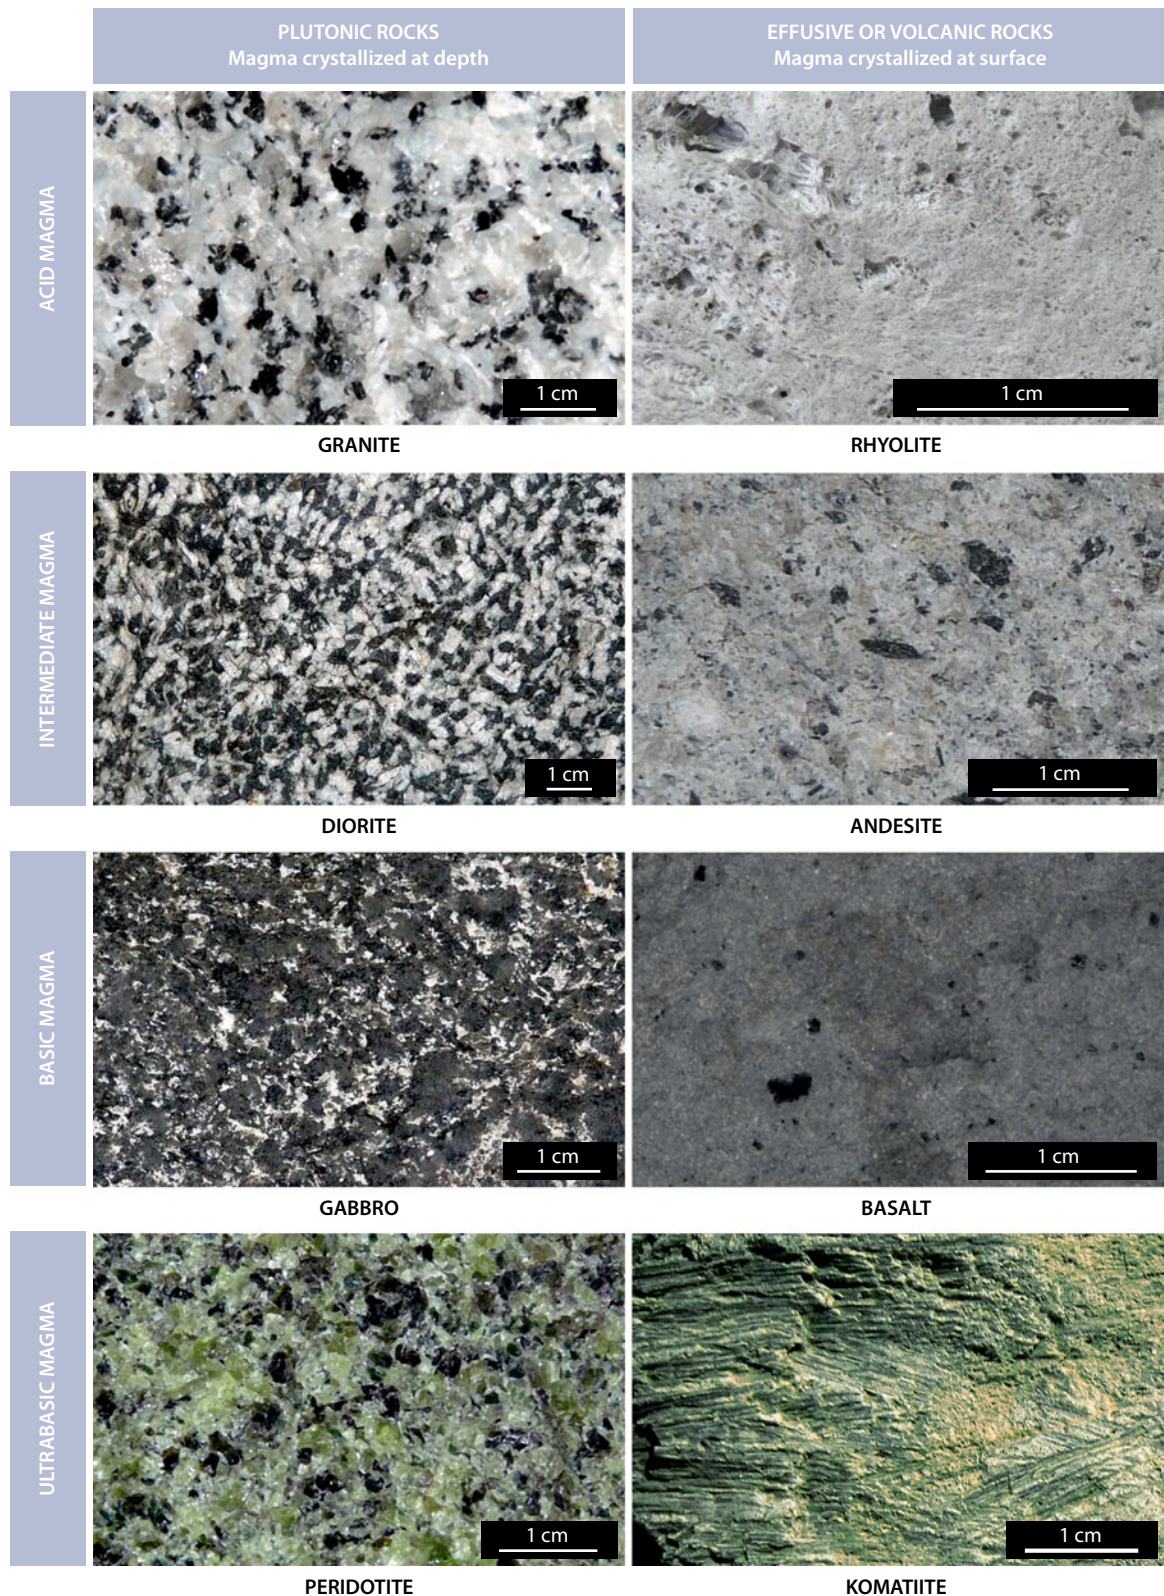 PLUTONIC ROCKS
Magma crystallized at depth
EFFUSIVE OR VOLCANIC ROCKS
Magma crystallized at surface
ACID MAGMA
1 cm
1 cm
GRANITE
RHYOLITE
INTERMEDIATE MAGMA
1 cm
1 cm
DIORITE
ANDESITE
BASIC MAGMA
1 cm
1 cm
GABBRO
BASALT
ULTRABASIC MAGMA
1 cm
1 cm
PERIDOTITE
KOMATIITE